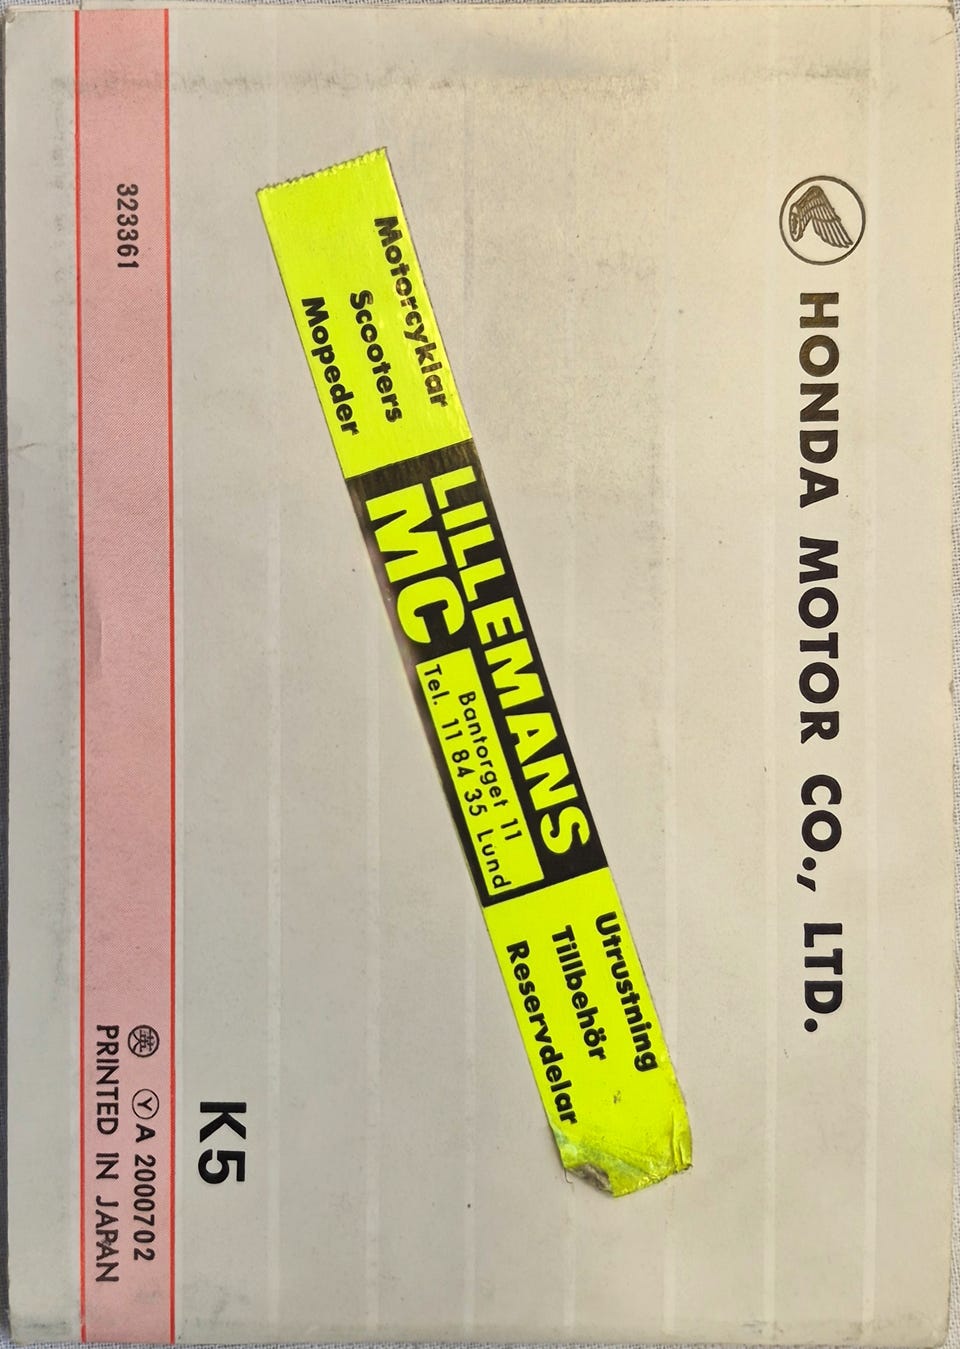 HONDA MOTOR CO., LTD.
Motorcyklar
Scooters
Mopeder
LILLEMANS
MC
Bantorget 11
Tel. 11 84 35 Lund
Utrustning
Tillbehör
Reservdelar
K5
323361
英 Ⓨ A 2000702
PRINTED IN JAPAN